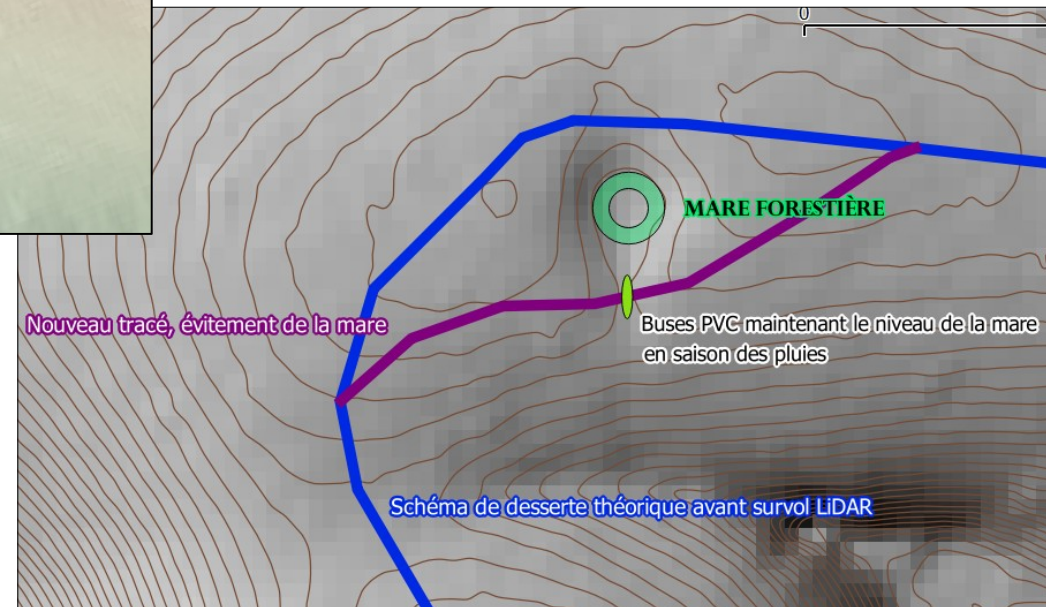 0
MARE FORESTIÈRE
Nouveau tracé, évitement de la mare
Buses PVC maintenant le niveau de la mare
en saison des pluies
Schéma de desserte théorique avant survol LiDAR